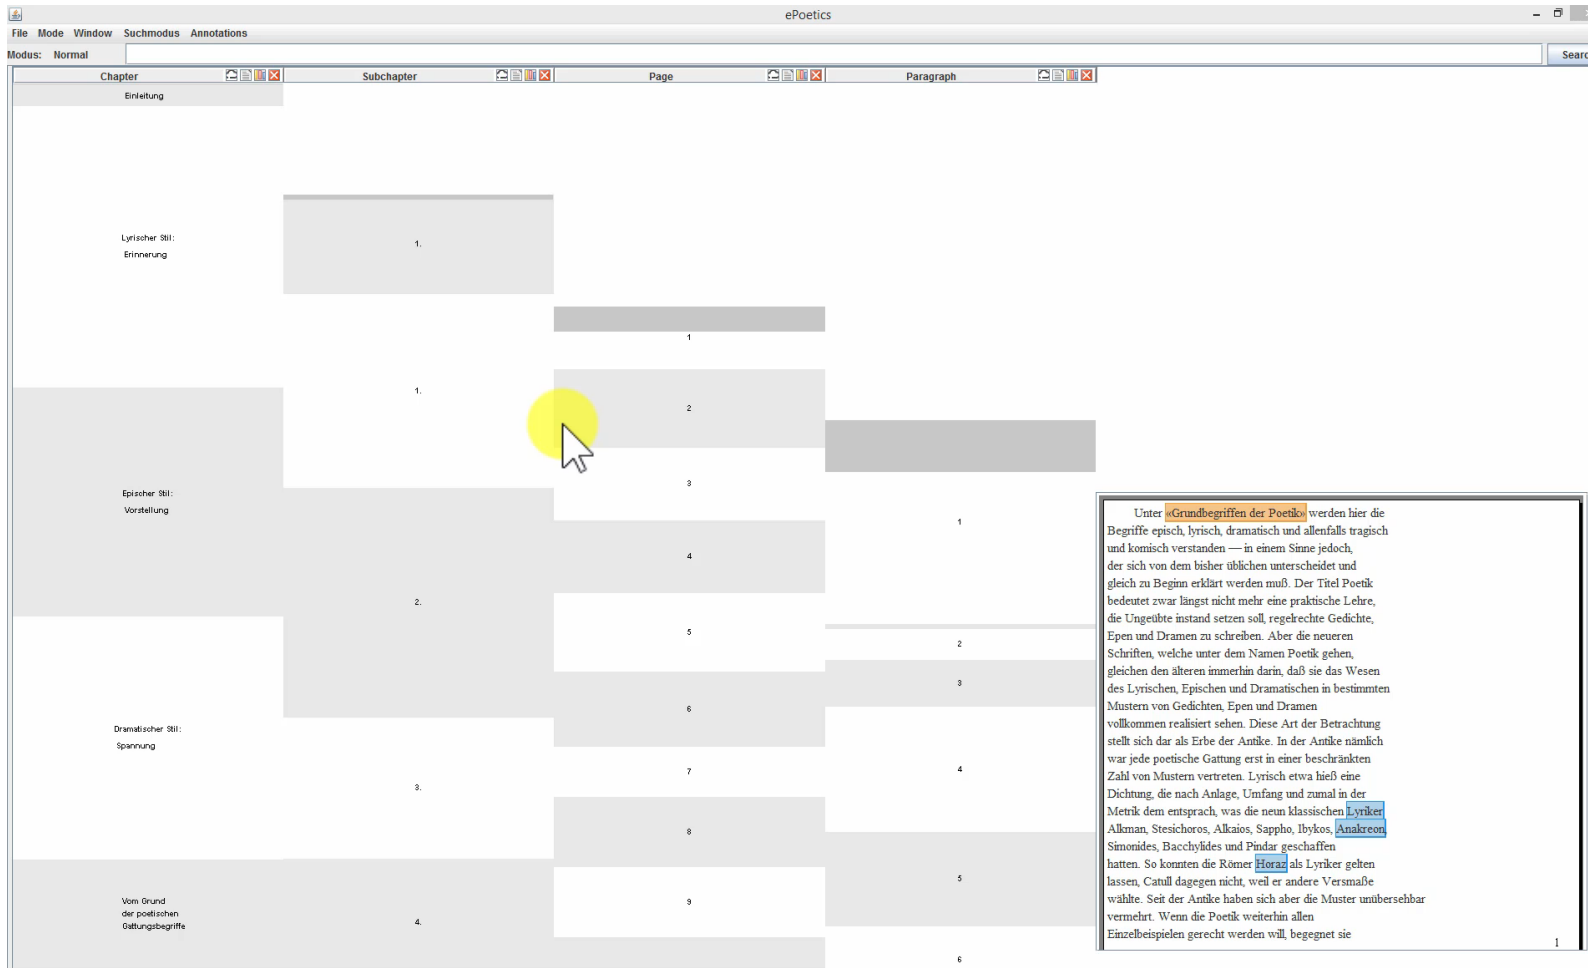 ePoetics
File Mode Window Suchmodus Annotations
Modus: Normal
Chapter Subchapter Page Paragraph
Einleitung
Lyrischer Stil:
Erinnerung
Epischer Stil:
Vorstellung
Dramatischer Stil:
Spannung
Vom Grund
der poetischen
Gattungsbegriffe
1.
1.
2.
3.
4.
1
2
3
4
5
6
7
8
9
1
2
3
4
5
6
Unter «Grundbegriffen der Poetik» werden hier die
Begriffe episch, lyrisch, dramatisch und allenfalls tragisch
und komisch verstanden — in einem Sinne jedoch,
der sich von dem bisher üblichen unterscheidet und
gleich zu Beginn erklärt werden muß. Der Titel Poetik
bedeutet zwar längst nicht mehr eine praktische Lehre,
die Ungeübte instand setzen soll, regelrechte Gedichte,
Epen und Dramen zu schreiben. Aber die neueren
Schriften, welche unter dem Namen Poetik gehen,
gleichen den älteren immerhin darin, daß sie das Wesen
des Lyrischen, Epischen und Dramatischen in bestimmten
Mustern von Gedichten, Epen und Dramen
vollkommen realisiert sehen. Diese Art der Betrachtung
stellt sich dar als Erbe der Antike. In der Antike nämlich
war jede poetische Gattung erst in einer beschränkten
Zahl von Mustern vertreten. Lyrisch etwa hieß eine
Dichtung, die nach Anlage, Umfang und zumal in der
Metrik dem entsprach, was die neun klassischen Lyriker
Alkman, Stesichoros, Alkaios, Sappho, Ibykos, Anakreon,
Simonides, Bacchylides und Pindar geschaffen
hatten. So konnten die Römer Horaz als Lyriker gelten
lassen, Catull dagegen nicht, weil er andere Versmaße
wählte. Seit der Antike haben sich aber die Muster unübersehbar
vermehrt. Wenn die Poetik weiterhin allen
Einzelbeispielen gerecht werden will, begegnet sie
1